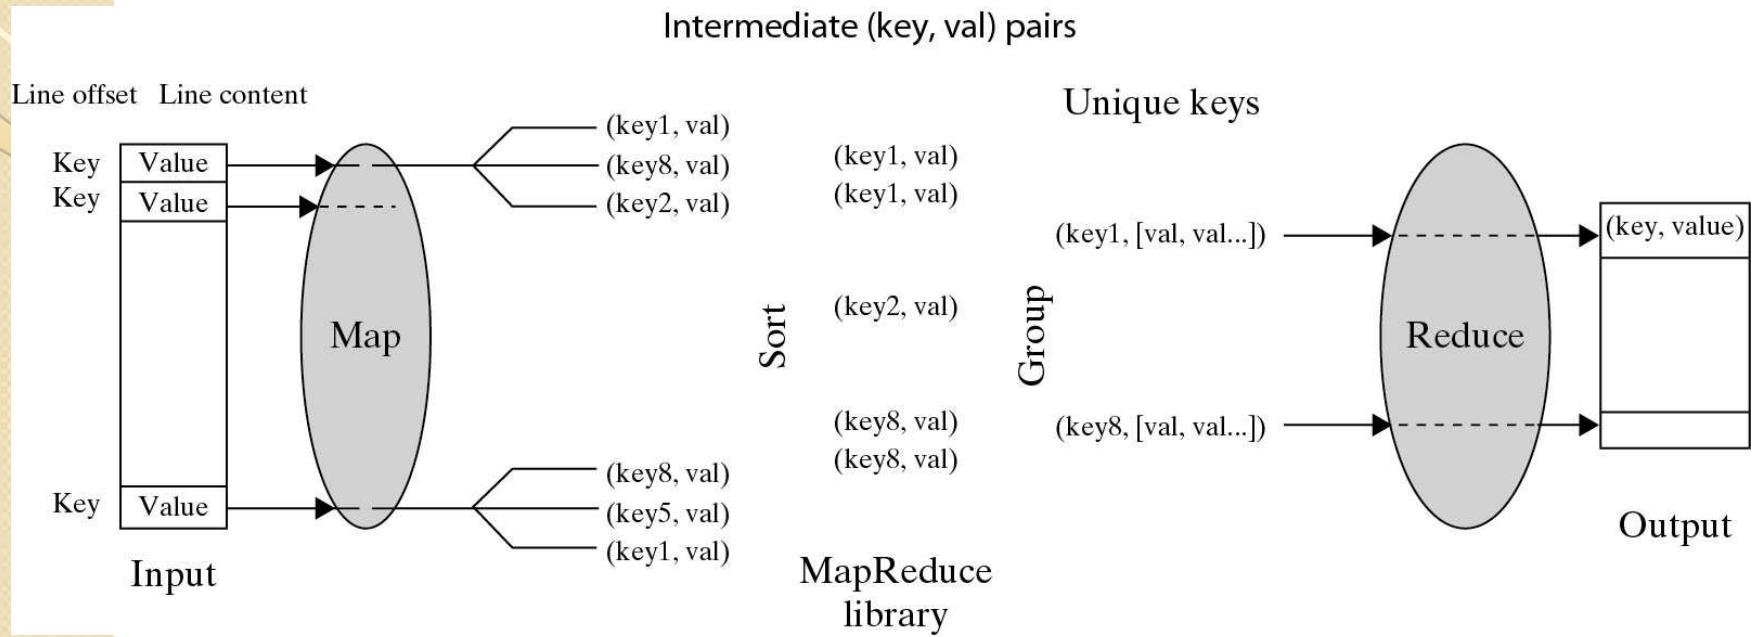 Intermediate (key, val) pairs
Line offset Line content
Unique keys
Key Value
Key Value
Key Value
Input
Map
(key1, val)
(key8, val)
(key2, val)
(key8, val)
(key5, val)
(key1, val)
Sort
(key1, val)
(key1, val)
(key2, val)
(key8, val)
(key8, val)
MapReduce
library
Group
(key1, [val, val...])
(key8, [val, val...])
Reduce
(key, value)
Output